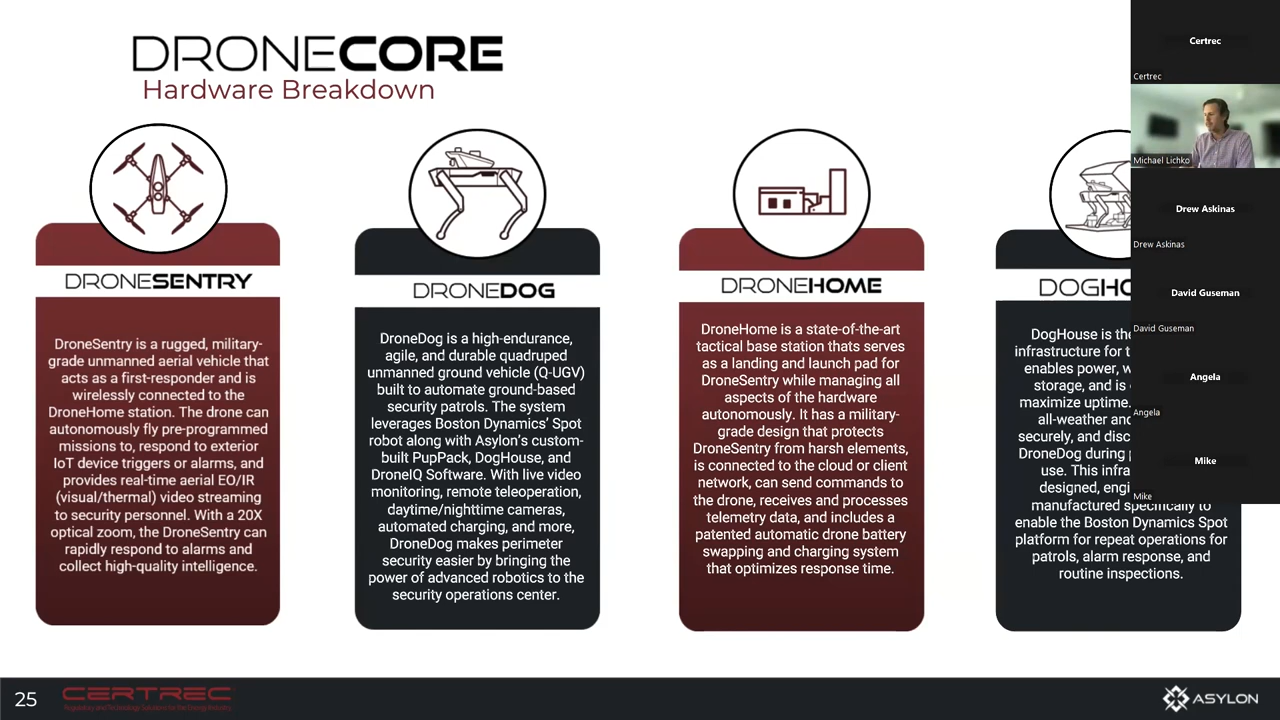 DRONECORE
Hardware Breakdown
DRONESENTRY
DroneSentry is a rugged, military-
grade unmanned aerial vehicle that
acts as a first-responder and is
wirelessly connected to the
DroneHome station. The drone can
autonomously fly pre-programmed
missions to, respond to exterior
IoT device triggers or alarms, and
provides real-time aerial EO/IR
(visual/thermal) video streaming
to security personnel. With a 20X
optical zoom, the DroneSentry can
rapidly respond to alarms and
collect high-quality intelligence.
DRONEDOG
DroneDog is a high-endurance,
agile, and durable quadruped
unmanned ground vehicle (Q-UGV)
built to automate ground-based
security patrols. The system
leverages Boston Dynamics' Spot
robot along with Asylon's custom-
built PupPack, DogHouse, and
DroneIQ Software. With live video
monitoring, remote teleoperation,
daytime/nighttime cameras,
automated charging, and more,
DroneDog makes perimeter
security easier by bringing the
power of advanced robotics to the
security operations center.
DRONEHOME
DroneHome is a state-of-the-art
tactical base station thats serves
as a landing and launch pad for
DroneSentry while managing all
aspects of the hardware
autonomously. It has a military-
grade design that protects
DroneSentry from harsh elements,
is connected to the cloud or client
network, can send commands to
the drone, receives and processes
telemetry data, and includes a
patented automatic drone battery
swapping and charging system
that optimizes response time.
DOGHO
DogHouse is the
infrastructure for t
enables power, w
storage, and is
maximize uptime.
all-weather and
securely, and disc
DroneDog during
use. This infra
designed, engi
manufactured specifically to
enable the Boston Dynamics Spot
platform for repeat operations for
patrols, alarm response, and
routine inspections.
Certrec
Certrec
Michael Lichko
Drew Askinas
Drew Askinas
David Guseman
David Guseman
Angela
Angela
Mike
Mike
25
CERTREC
Regulatory and Technology Solutions for the Energy Industry
ASYLON